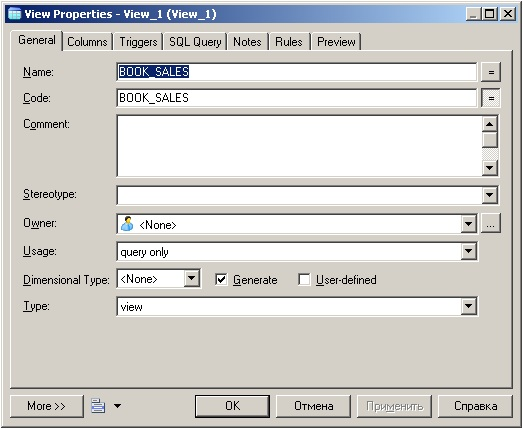 View Properties - View_1 (View_1)
General Columns Triggers SQL Query Notes Rules Preview
Name: BOOK_SALES =
Code: BOOK_SALES =
Comment:
Stereotype:
Owner: <None> ...
Usage: query only
Dimensional Type: <None> Generate User-defined
Type: view
More >> OK Отмена Применить Справка